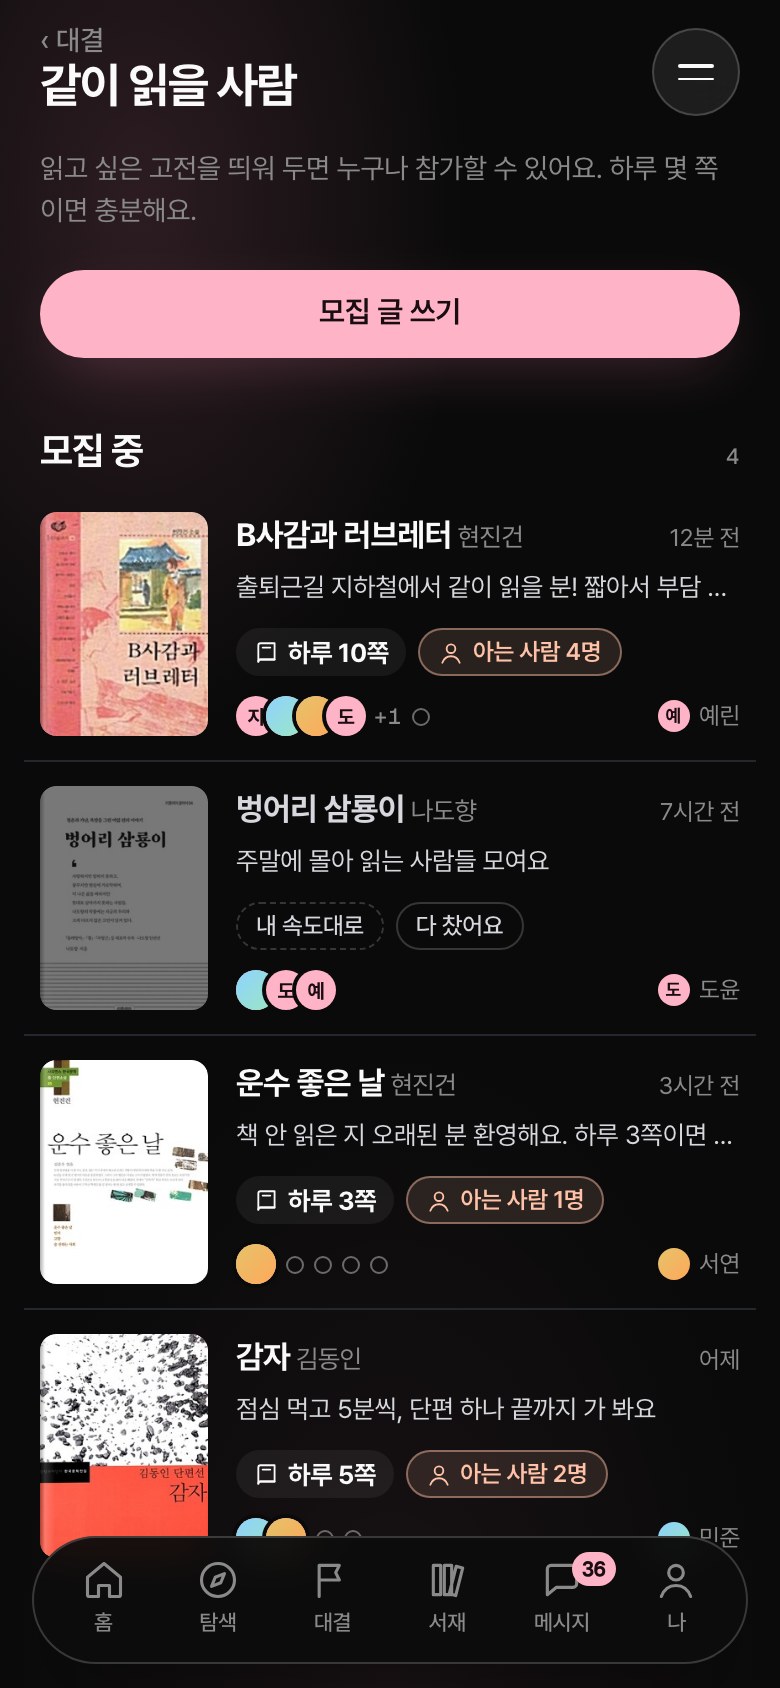 ‹ 대결
같이 읽을 사람
읽고 싶은 고전을 띄워 두면 누구나 참가할 수 있어요. 하루 몇 쪽
이면 충분해요.
모집 글 쓰기
모집 중
4
B사감과
러브레터
B사감과 러브레터 현진건
12분 전
출퇴근길 지하철에서 같이 읽을 분! 짧아서 부담 ...
하루 10쪽
아는 사람 4명
지
도
+1
예 예린
벙어리 삼룡이
벙어리 삼룡이 나도향
7시간 전
주말에 몰아 읽는 사람들 모여요
내 속도대로
다 찼어요
도
예
도 도윤
현진건
운수 좋은 날
운수 좋은 날 현진건
3시간 전
책 안 읽은 지 오래된 분 환영해요. 하루 3쪽이면 ...
하루 3쪽
아는 사람 1명
서연
김동인 단편선
감자
감자 김동인
어제
점심 먹고 5분씩, 단편 하나 끝까지 가 봐요
하루 5쪽
아는 사람 2명
민준
36
홈
탐색
대결
서재
메시지
나